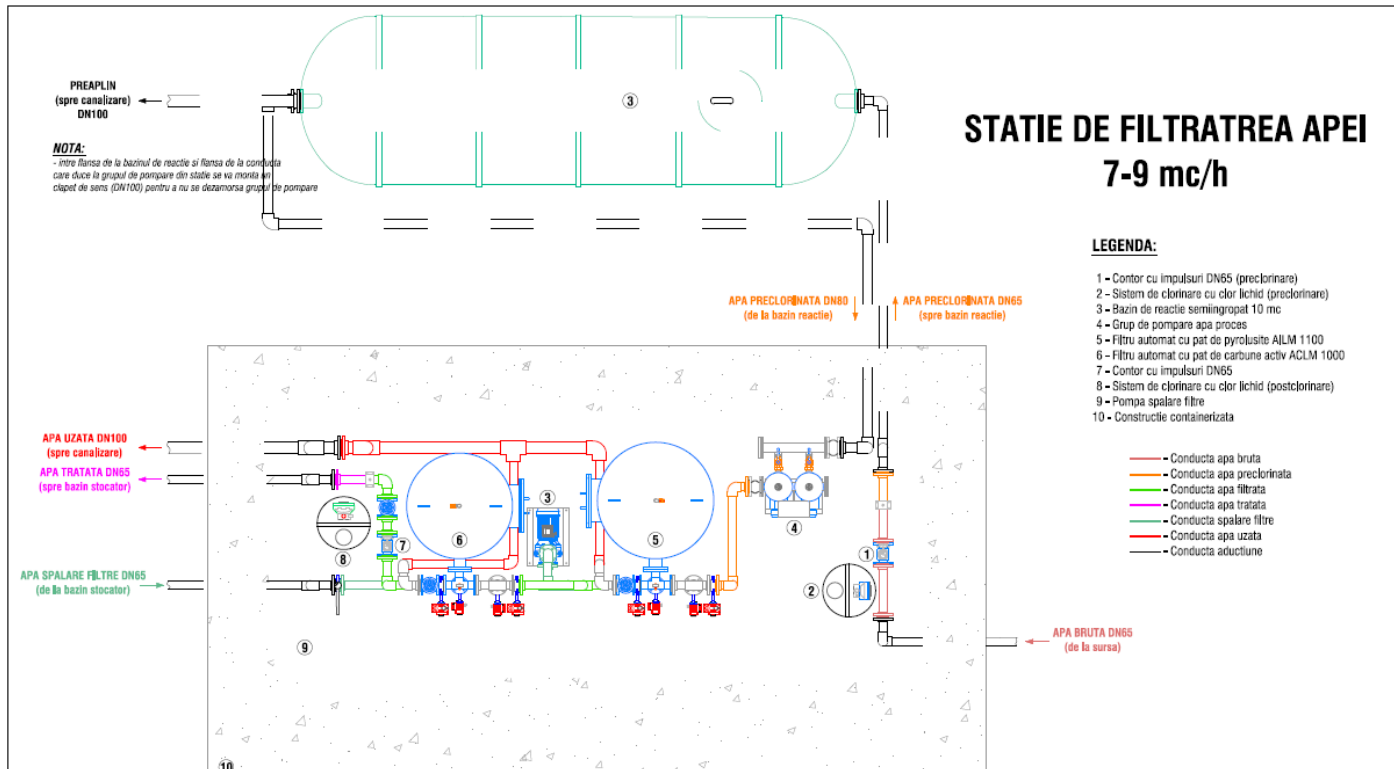 PREAPLIN
(spre canalizare)
DN100
NOTA:
- intre flansa de la bazinul de reactie si flansa de la conducta
care duce la grupul de pompare din statie se va monta un
clapet de sens (DN100) pentru a nu se dezamorsa grupul de pompare
3
STATIE DE FILTRATREA APEI
7-9 mc/h
LEGENDA:
1 - Contor cu impulsuri DN65 (preclorinare)
2 - Sistem de clorinare cu clor lichid (preclorinare)
3 - Bazin de reactie semiingropat 10 mc
4 - Grup de pompare apa proces
5 - Filtru automat cu pat de pyrolusite AILM 1100
6 - Filtru automat cu pat de carbune activ ACLM 1000
7 - Contor cu impulsuri DN65
8 - Sistem de clorinare cu clor lichid (postclorinare)
9 - Pompa spalare filtre
10 - Constructie containerizata
- Conducta apa bruta
- Conducta apa preclorinata
- Conducta apa filtrata
- Conducta apa tratata
- Conducta spalare filtre
- Conducta apa uzata
- Conducta aductiune
APA PRECLORINATA DN80
(de la bazin reactie)
APA PRECLORINATA DN65
(spre bazin reactie)
APA UZATA DN100
(spre canalizare)
APA TRATATA DN65
(spre bazin stocator)
APA SPALARE FILTRE DN65
(de la bazin stocator)
APA BRUTA DN65
(de la sursa)
3
4
6
5
7
8
1
2
9
10